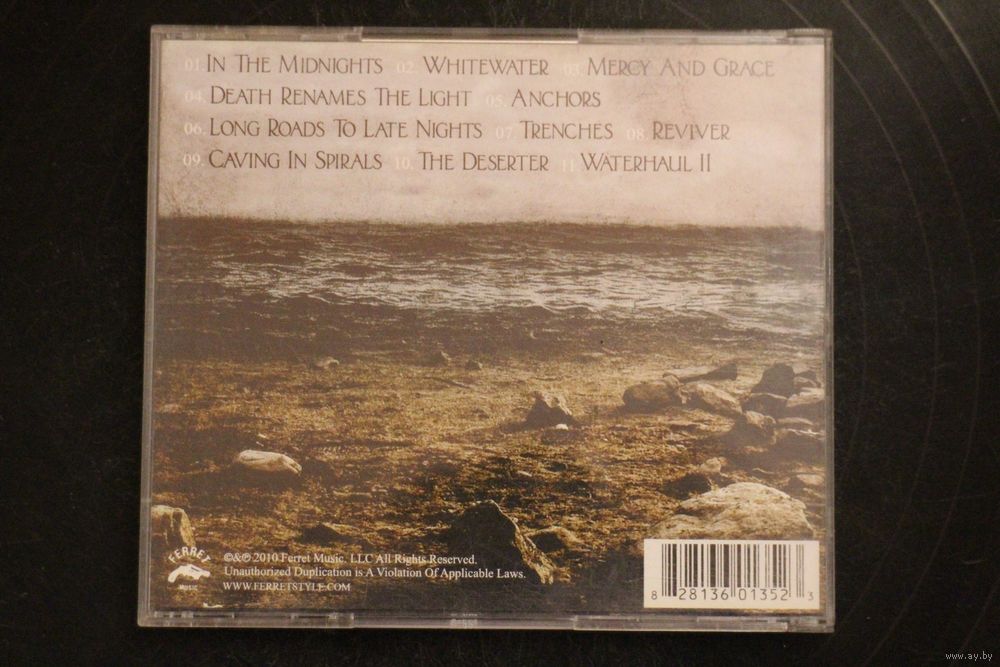 01. In The Midnights 02. Whitewater 03. Mercy And Grace
04. Death Renames The Light 05. Anchors
06. Long Roads To Late Nights 07 Trenches 08. Reviver
09. Caving In Spirals 10. The Deserter 11 Waterhaul II
FERRET
MUSIC
©&℗ 2010 Ferret Music. LLC All Rights Reserved.
Unauthorized Duplication is A Violation Of Applicable Laws.
WWW.FERRETSTYLE.COM
8 28136 01352 3
www.ay.by